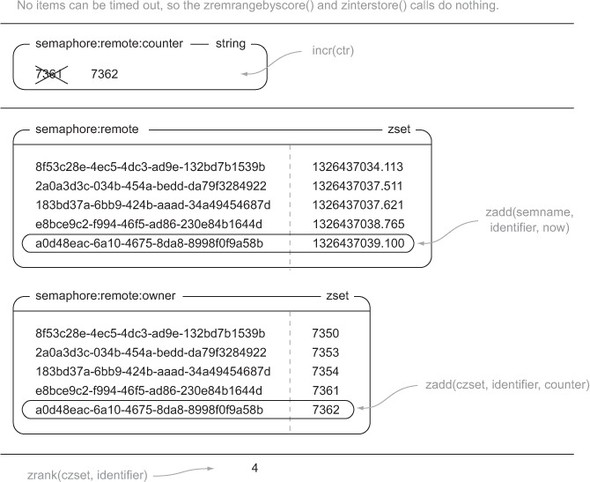 No items can be timed out, so the zremrangebyscore() and zinterstore() calls do nothing.
semaphore:remote:counter string
7361 7362
incr(ctr)
semaphore:remote zset
8f53c28e-4ec5-4dc3-ad9e-132bd7b1539b 1326437034.113
2a0a3d3c-034b-454a-bedd-da79f3284922 1326437037.511
183bd37a-6bb9-424b-aaad-34a49454687d 1326437037.621
e8bce9c2-f994-46f5-ad86-230e84b1644d 1326437038.765
a0d48eac-6a10-4675-8da8-8998f0f9a58b 1326437039.100
zadd(semname,
identifier, now)
semaphore:remote:owner zset
8f53c28e-4ec5-4dc3-ad9e-132bd7b1539b 7350
2a0a3d3c-034b-454a-bedd-da79f3284922 7353
183bd37a-6bb9-424b-aaad-34a49454687d 7354
e8bce9c2-f994-46f5-ad86-230e84b1644d 7361
a0d48eac-6a10-4675-8da8-8998f0f9a58b 7362
zadd(czset, identifier, counter)
zrank(czset, identifier) 4